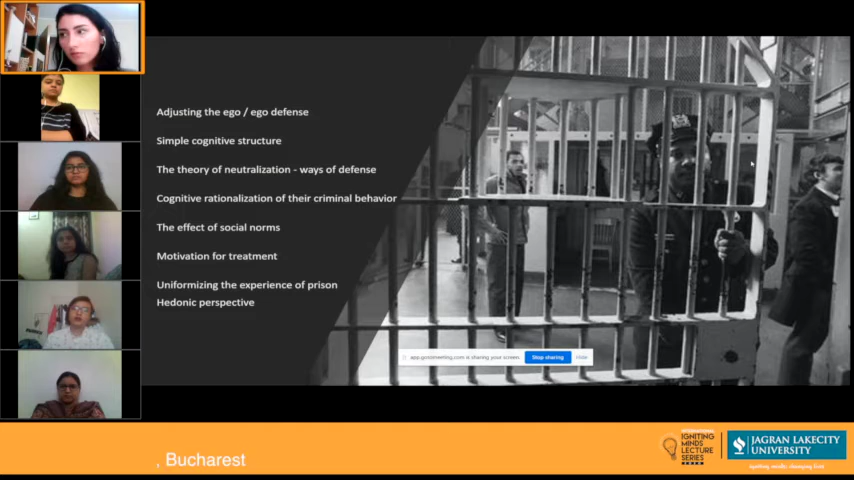 Adjusting the ego / ego defense
Simple cognitive structure
The theory of neutralization - ways of defense
Cognitive rationalization of their criminal behavior
The effect of social norms
Motivation for treatment
Uniformizing the experience of prison
Hedonic perspective
app.gotomeeting.com is sharing your screen.
Stop sharing
Hide
, Bucharest
INTERNATIONAL
IGNITING
MINDS
LECTURE
SERIES
JAGRAN LAKECITY
UNIVERSITY
igniting minds, changing lives